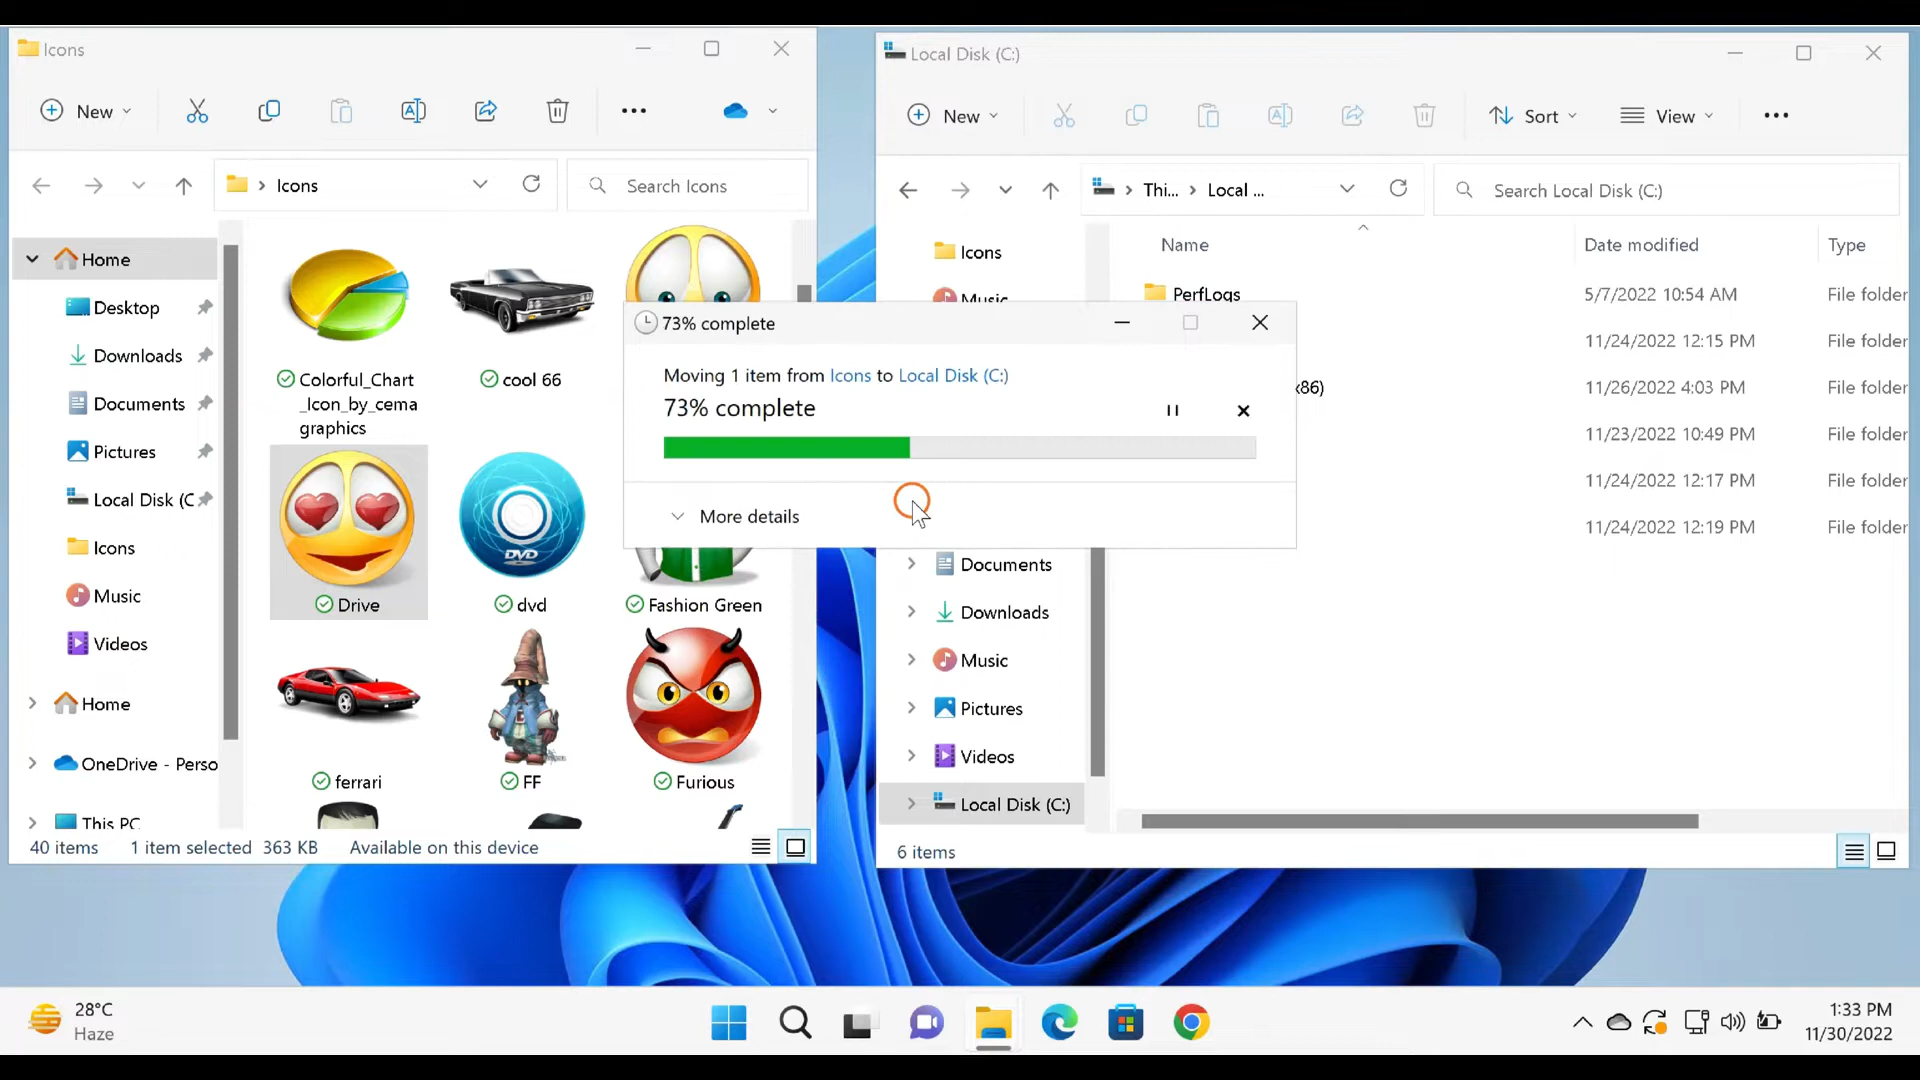 Icons
New
Icons
Search Icons
Home
Desktop
Downloads
Documents
Pictures
Local Disk (C
Icons
Music
Videos
Home
OneDrive - Perso
This PC
Colorful_Chart
_Icon_by_cema
graphics
cool 66
Drive
DVD
dvd
Fashion Green
ferrari
FF
Furious
40 items 1 item selected 363 KB Available on this device
73% complete
Moving 1 item from Icons to Local Disk (C:)
73% complete
More details
Local Disk (C:)
New Sort View
Thi... Local ...
Search Local Disk (C:)
Icons
Music
Documents
Downloads
Music
Pictures
Videos
Local Disk (C:)
Name Date modified Type
PerfLogs 5/7/2022 10:54 AM File folder
11/24/2022 12:15 PM File folder
x86) 11/26/2022 4:03 PM File folder
11/23/2022 10:49 PM File folder
11/24/2022 12:17 PM File folder
11/24/2022 12:19 PM File folder
6 items
28°C
Haze
1:33 PM
11/30/2022